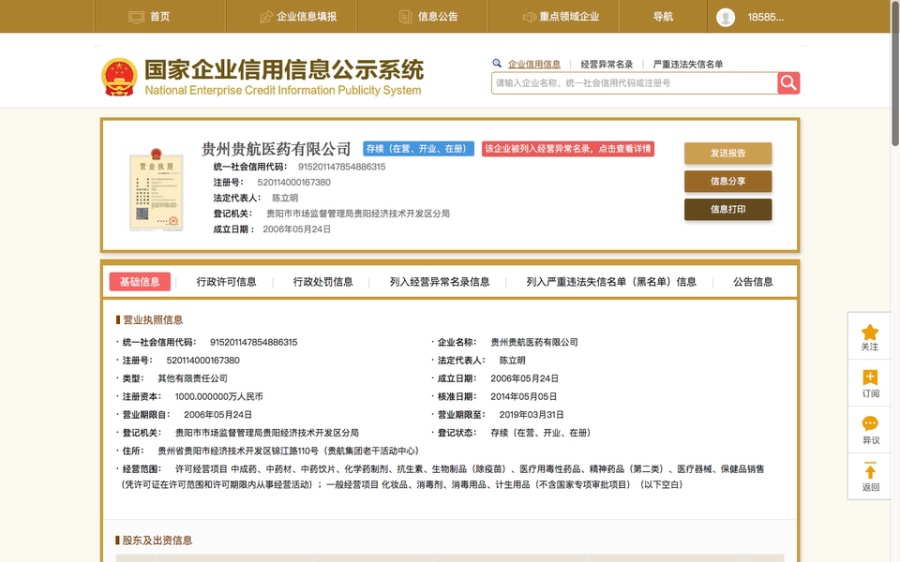 首页
企业信息填报
信息公告
重点领域企业
导航
18585...
国家企业信用信息公示系统
National Enterprise Credit Information Publicity System
企业信用信息 | 经营异常名录 | 严重违法失信名单
请输入企业名称、统一社会信用代码或注册号
贵州贵航医药有限公司 存续（在营、开业、在册） 该企业被列入经营异常名录，点击查看详情
统一社会信用代码： 915201147854886315
注册号： 520114000167380
法定代表人： 陈立明
登记机关： 贵阳市市场监督管理局贵阳经济技术开发区分局
成立日期： 2006年05月24日
发送报告
信息分享
信息打印
营业执照
基础信息 | 行政许可信息 | 行政处罚信息 | 列入经营异常名录信息 | 列入严重违法失信名单（黑名单）信息 | 公告信息
营业执照信息
· 统一社会信用代码： 915201147854886315
· 企业名称： 贵州贵航医药有限公司
· 注册号： 520114000167380
· 法定代表人： 陈立明
· 类型： 其他有限责任公司
· 成立日期： 2006年05月24日
· 注册资本： 1000.000000万人民币
· 核准日期： 2014年05月05日
· 营业期限自： 2006年05月24日
· 营业期限至： 2019年03月31日
· 登记机关： 贵阳市市场监督管理局贵阳经济技术开发区分局
· 登记状态： 存续（在营、开业、在册）
· 住所： 贵州省贵阳市经济技术开发区锦江路110号（贵航集团老干活动中心）
· 经营范围： 许可经营项目 中成药、中药材、中药饮片、化学药制剂、抗生素、生物制品（除疫苗）、医疗用毒性药品、精神药品（第二类）、医疗器械、保健品销售
（凭许可证在许可范围和许可期限内从事经营活动）；一般经营项目 化妆品、消毒剂、消毒用品、计生用品（不含国家专项审批项目）（以下空白）
股东及出资信息
关注
订阅
异议
返回